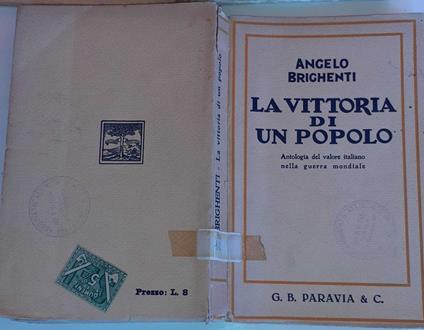 Prezzo: L. 8
BRIGHENTI - La vittoria di un popolo
ANGELO
BRIGHENTI
LA VITTORIA
DI
UN POPOLO
Antologia del valore italiano
nella guerra mondiale
G. B. PARAVIA & C.